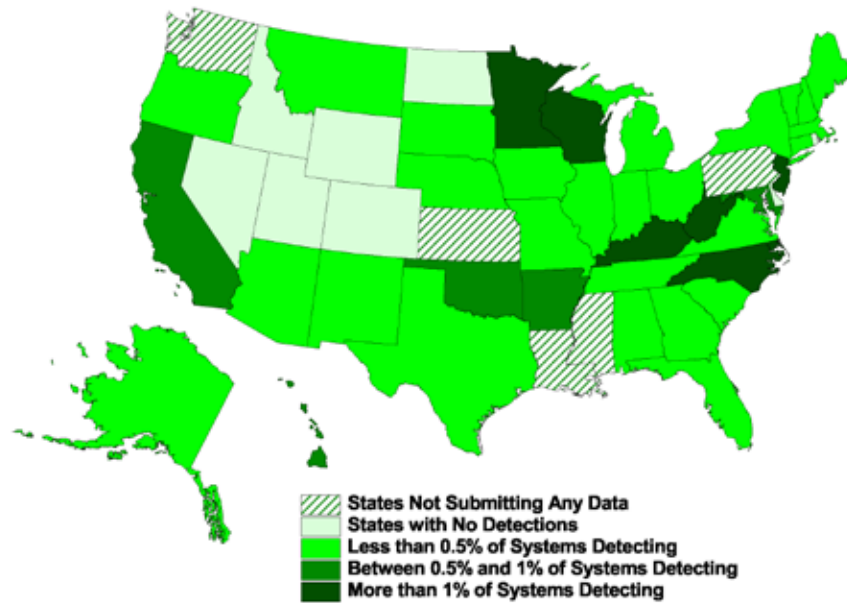 States Not Submitting Any Data
States with No Detections
Less than 0.5% of Systems Detecting
Between 0.5% and 1% of Systems Detecting
More than 1% of Systems Detecting